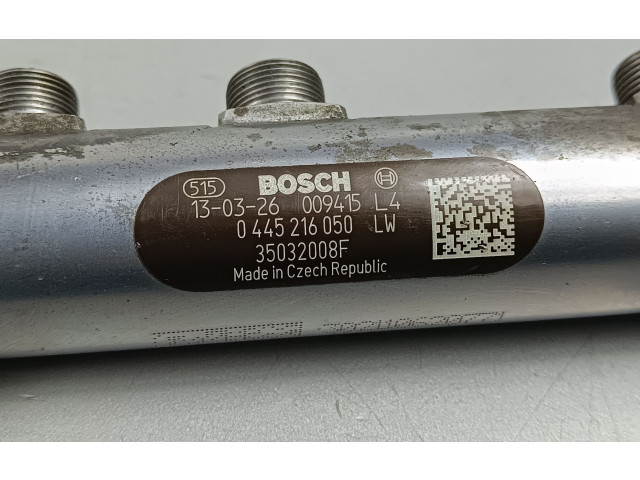 515 BOSCH
13-03-26 009415 L4
0 445 216 050 LW
35032008F
Made in Czech Republic